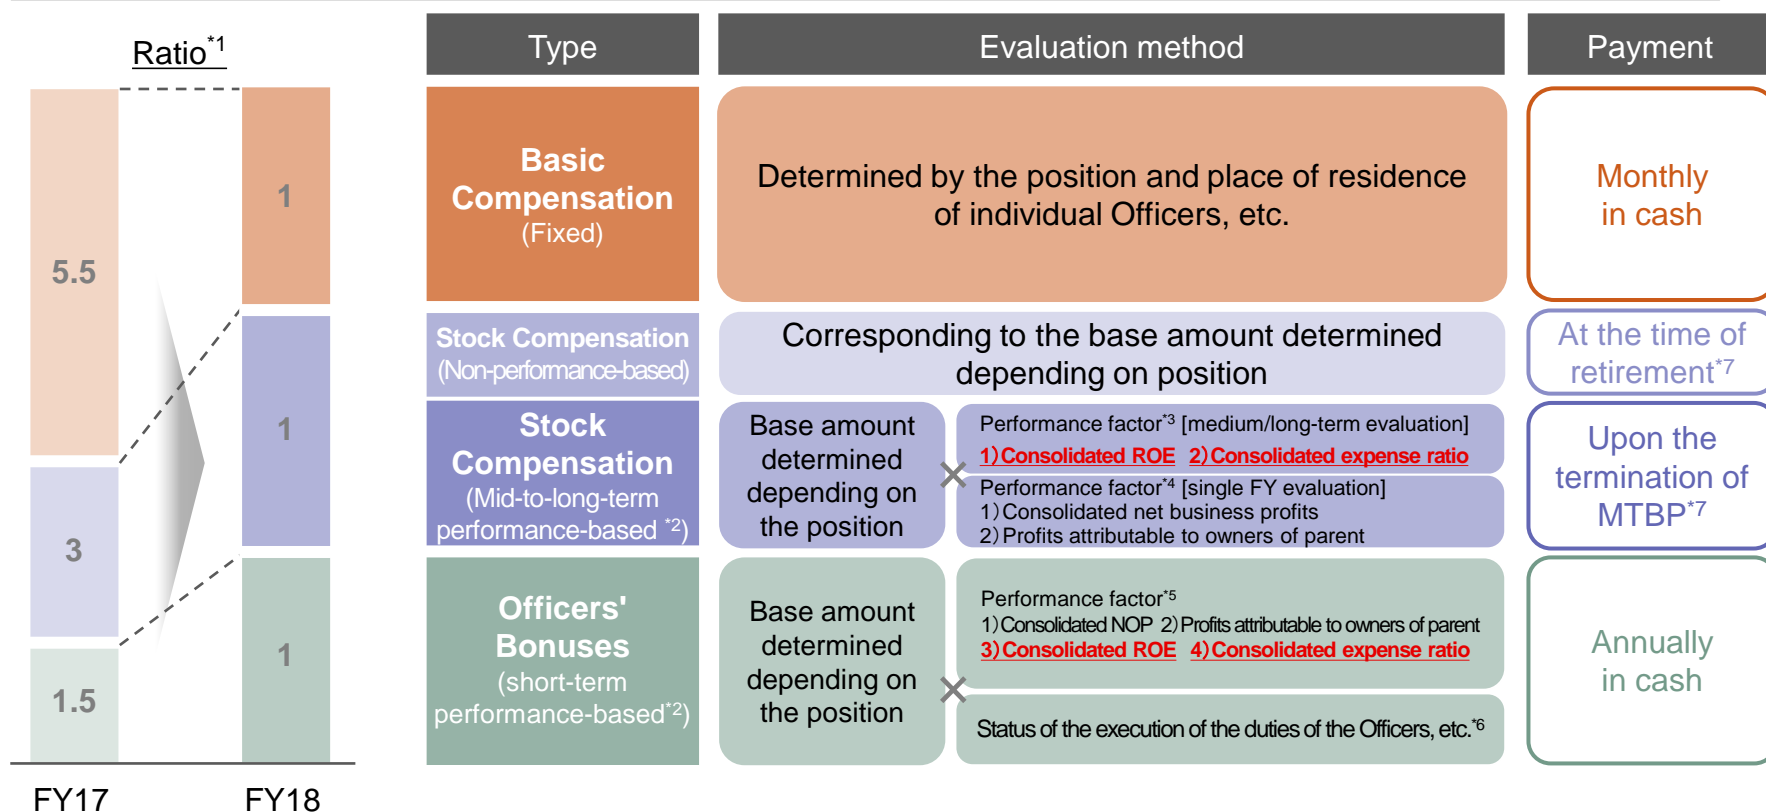 Ratio*1
5.5
3
1.5
1
1
1
FY17
FY18
Type
Evaluation method
Payment
Basic
Compensation
(Fixed)
Determined by the position and place of residence
of individual Officers, etc.
Monthly
in cash
Stock Compensation
(Non-performance-based)
Corresponding to the base amount determined
depending on position
At the time of
retirement*7
Stock
Compensation
(Mid-to-long-term
performance-based *2)
Base amount
determined
depending on
the position
×
Performance factor*3 [medium/long-term evaluation]
1)Consolidated ROE 2)Consolidated expense ratio
Performance factor*4 [single FY evaluation]
1)Consolidated net business profits
2)Profits attributable to owners of parent
Upon the
termination of
MTBP*7
Officers'
Bonuses
(short-term
performance-based*2)
Base amount
determined
depending on
the position
×
Performance factor*5
1)Consolidated NOP 2)Profits attributable to owners of parent
3)Consolidated ROE 4)Consolidated expense ratio
Status of the execution of the duties of the Officers, etc.*6
Annually
in cash